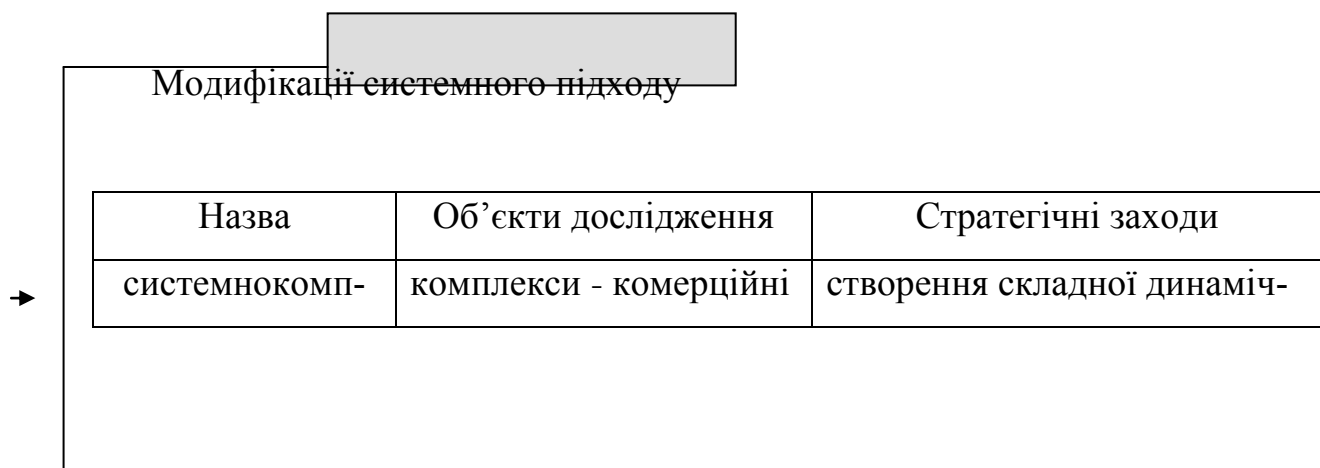 Модифікації системного підходу
Назва Об’єкти дослідження Стратегічні заходи
системнокомп- комплекси - комерційні створення складної динаміч-